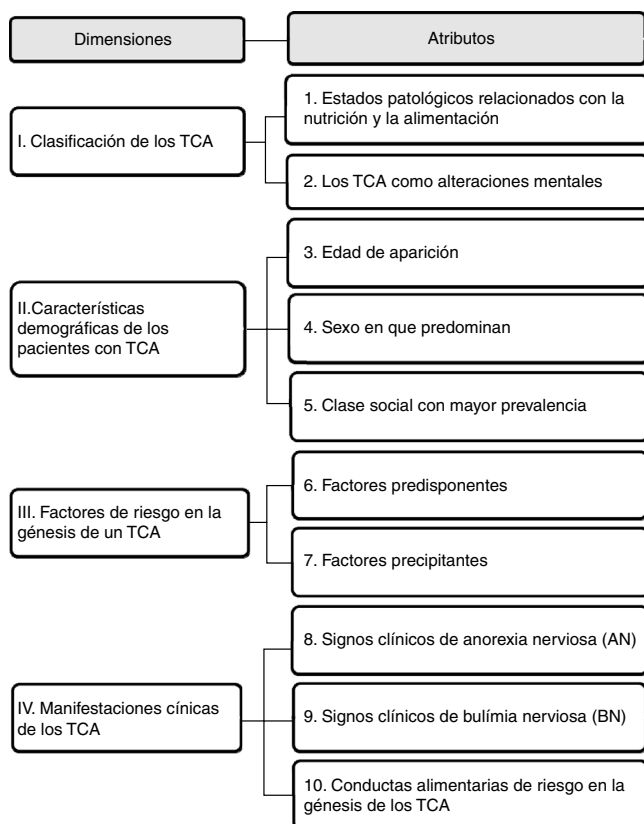 Dimensiones
Atributos
I. Clasificación de los TCA
1. Estados patológicos relacionados con la
nutrición y la alimentación
2. Los TCA como alteraciones mentales
II.Características
demográficas de los
pacientes con TCA
3. Edad de aparición
4. Sexo en que predominan
5. Clase social con mayor prevalencia
III. Factores de riesgo en la
génesis de un TCA
6. Factores predisponentes
7. Factores precipitantes
IV. Manifestaciones cínicas
de los TCA
8. Signos clínicos de anorexia nerviosa (AN)
9. Signos clínicos de bulímia nerviosa (BN)
10. Conductas alimentarias de riesgo en la
génesis de los TCA